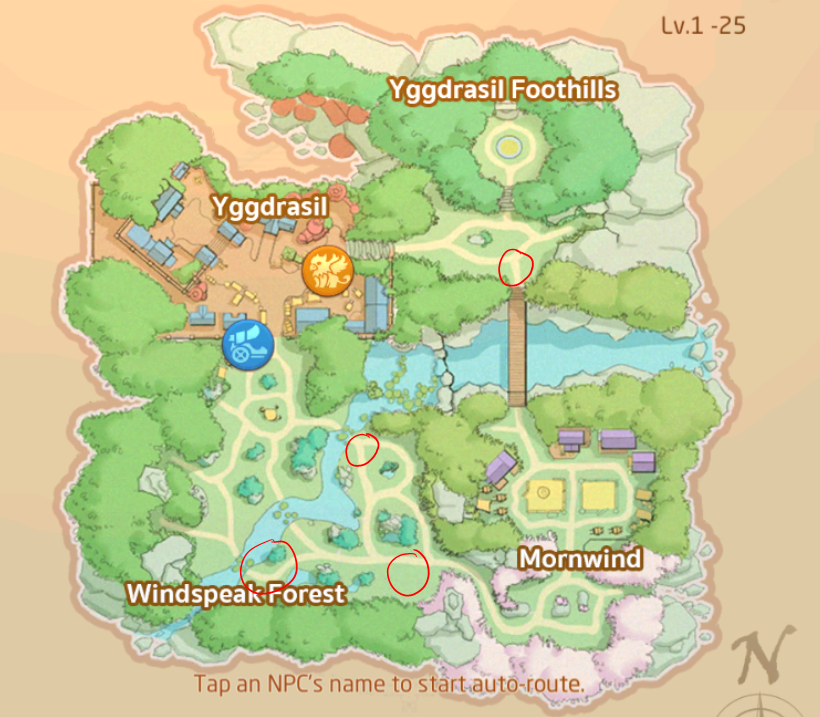 Lv.1 -25
Yggdrasil Foothills
Yggdrasil
Mornwind
Windspeak Forest
Tap an NPC's name to start auto-route.
N